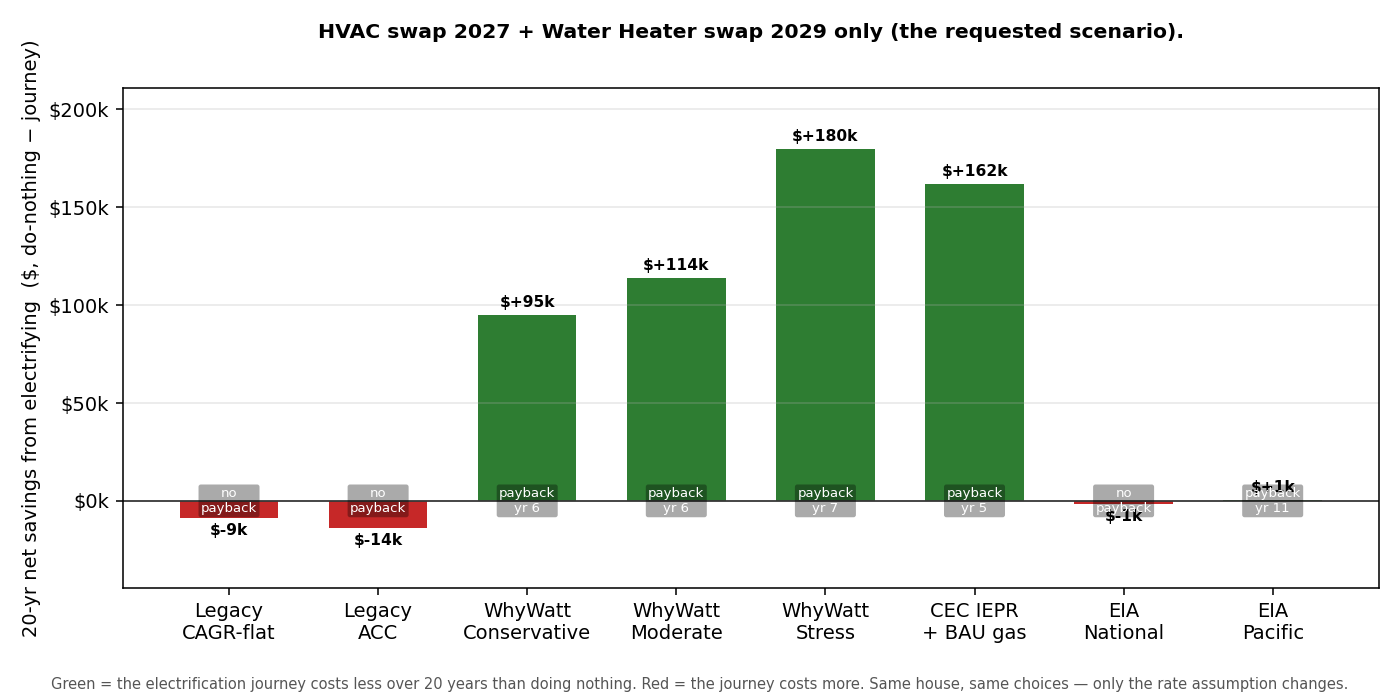 HVAC swap 2027 + Water Heater swap 2029 only (the requested scenario).
20-yr net savings from electrifying  ($, do-nothing − journey)
$200k
$150k
$100k
$50k
$0k
$-9k
$-14k
$+95k
$+114k
$+180k
$+162k
$-1k
$+1k
no
payback
no
payback
payback
yr 6
payback
yr 6
payback
yr 7
payback
yr 5
no
payback
payback
yr 11
Legacy
CAGR-flat
Legacy
ACC
WhyWatt
Conservative
WhyWatt
Moderate
WhyWatt
Stress
CEC IEPR
+ BAU gas
EIA
National
EIA
Pacific
Green = the electrification journey costs less over 20 years than doing nothing. Red = the journey costs more. Same house, same choices — only the rate assumption changes.